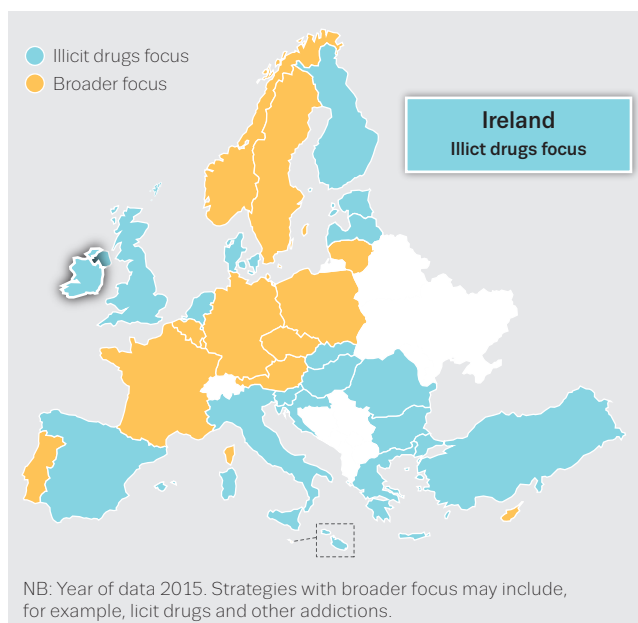 Illicit drugs focus
Broader focus
Ireland
Illict drugs focus
NB: Year of data 2015. Strategies with broader focus may include,
for example, licit drugs and other addictions.